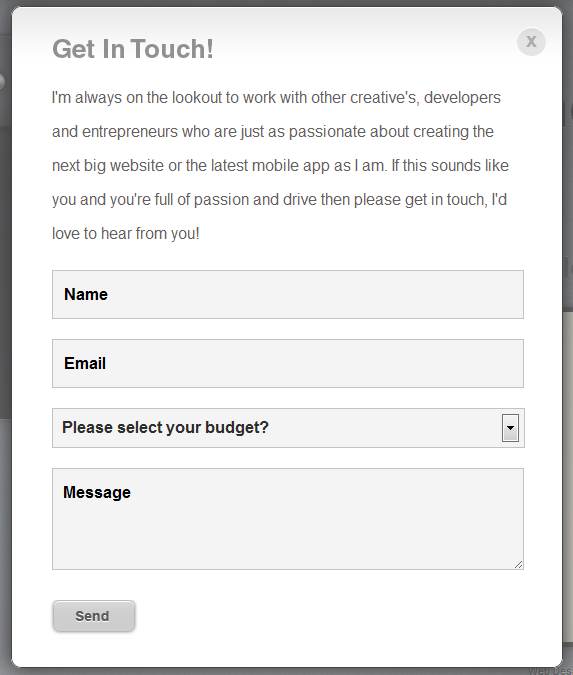 Get In Touch!
X
I'm always on the lookout to work with other creative's, developers
and entrepreneurs who are just as passionate about creating the
next big website or the latest mobile app as I am. If this sounds like
you and you're full of passion and drive then please get in touch, I'd
love to hear from you!
Name
Email
Please select your budget?
Message
Send
Web Des